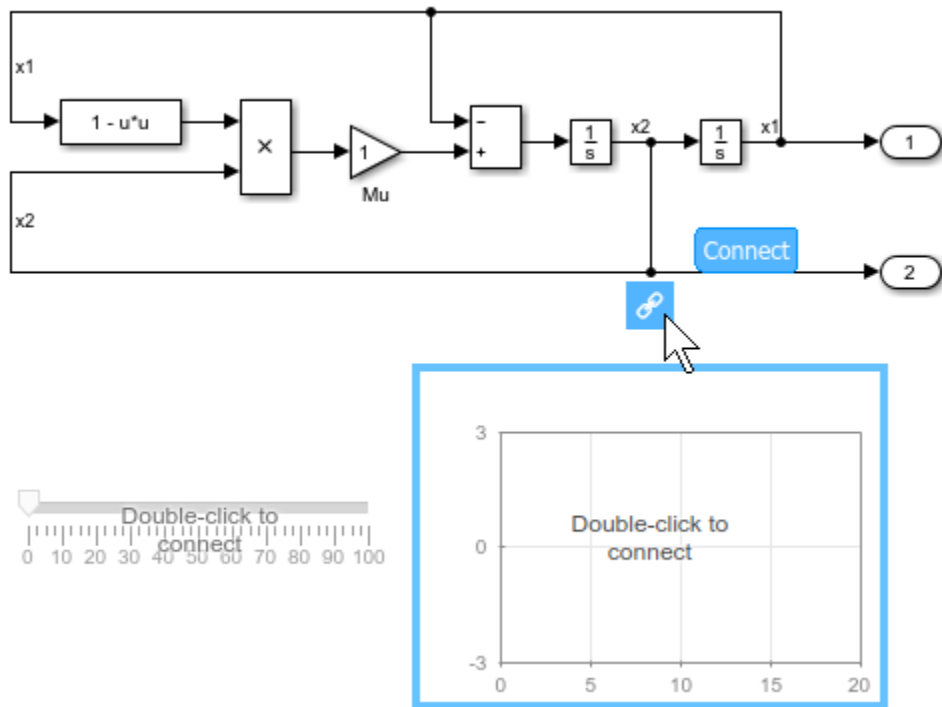 x1
1 - u*u
×
1
Mu
−
+
1
s
x2
1
s
x1
1
x2
Connect
2
Double-click to
connect
0 10 20 30 40 50 60 70 80 90 100
3
Double-click to
connect
0
-3
0 5 10 15 20